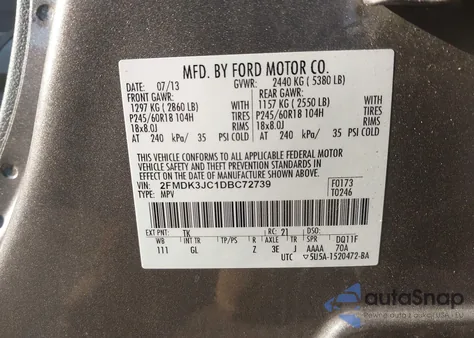 MFD. BY FORD MOTOR CO.
DATE: 07/13 GVWR: 2440 KG ( 5380 LB)
FRONT GAWR: REAR GAWR:
1297 KG ( 2860 LB) WITH 1157 KG ( 2550 LB) WITH
P245/60R18 104H TIRES P245/60R18 104H TIRES
18x8.0J RIMS 18x8.0J RIMS
AT 240 kPa/ 35 PSI COLD AT 240 kPa/ 35 PSI COLD
THIS VEHICLE CONFORMS TO ALL APPLICABLE FEDERAL MOTOR
VEHICLE SAFETY AND BUMPER AND THEFT PREVENTION STANDARDS IN
EFFECT ON THE DATE OF MANUFACTURE SHOWN ABOVE.
VIN: 2FMDK3JC1DBC72739 F0173
TYPE: MPV T0246
EXT PNT: TK RC: 21 DSO:
WB INT TR TP/PS R AXLE TR SPR DQ11F
111 GL Z 3E J AAAA 70A
UTC 5U5A-1520472-BA
autoSnap